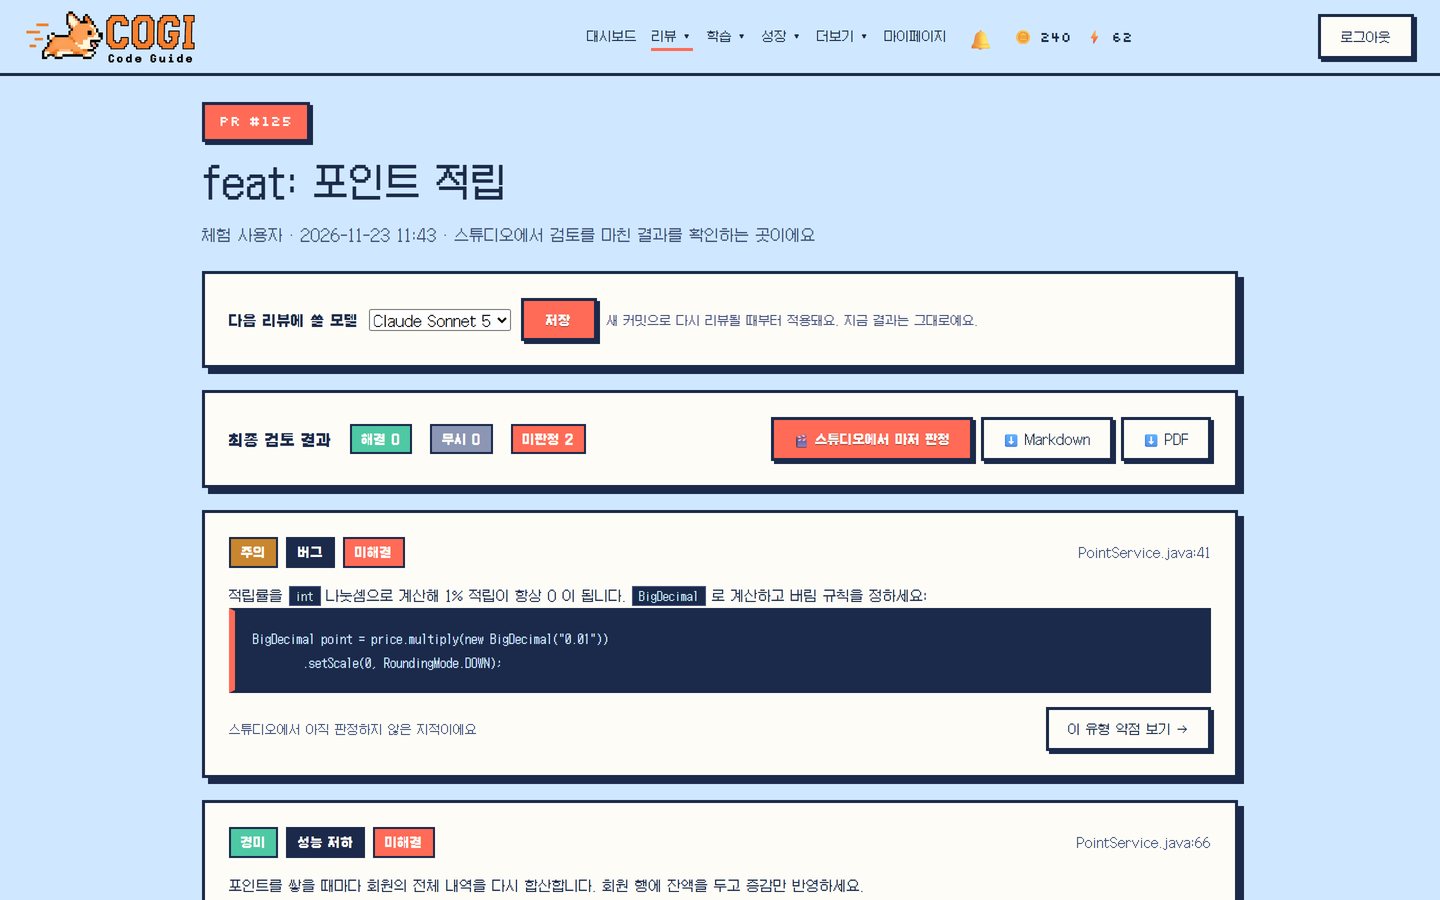 COGI
Code Guide
대시보드 리뷰 ▾ 학습 ▾ 성장 ▾ 더보기 ▾ 마이페이지 240 62 로그아웃
PR #125
feat: 포인트 적립
체험 사용자 · 2026-11-23 11:43 · 스튜디오에서 검토를 마친 결과를 확인하는 곳이에요
다음 리뷰에 쓸 모델 Claude Sonnet 5 저장 새 커밋으로 다시 리뷰될 때부터 적용돼요. 지금 결과는 그대로예요.
최종 검토 결과 해결 0 무시 0 미판정 2 스튜디오에서 마저 판정 Markdown PDF
주의 버그 미해결 PointService.java:41
적립률을 int 나눗셈으로 계산해 1% 적립이 항상 0 이 됩니다. BigDecimal 로 계산하고 버림 규칙을 정하세요:
BigDecimal point = price.multiply(new BigDecimal("0.01"))
.setScale(0, RoundingMode.DOWN);
스튜디오에서 아직 판정하지 않은 지적이에요 이 유형 약점 보기 →
경미 성능 저하 미해결 PointService.java:66
포인트를 쌓을 때마다 회원의 전체 내역을 다시 합산합니다. 회원 행에 잔액을 두고 증감만 반영하세요.